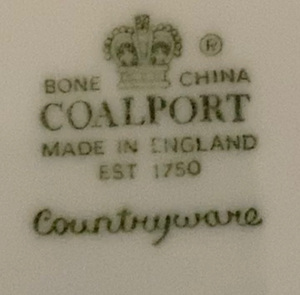 ®
BONE CHINA
COALPORT
MADE IN ENGLAND
EST 1750
Countryware